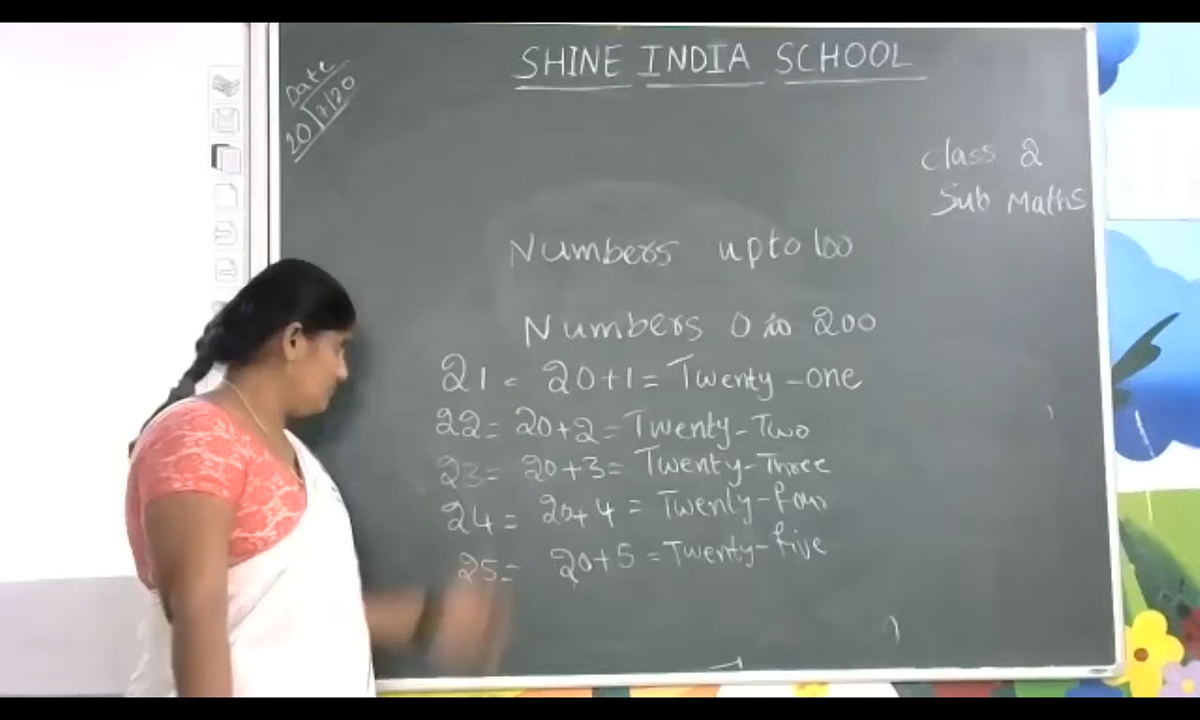 SHINE INDIA SCHOOL
Date
20/7/20
Class 2
Sub Maths
Numbers upto 100
Numbers 0 to 200
21 = 20+1 = Twenty-one
22 = 20+2 = Twenty-Two
23 = 20+3 = Twenty-Three
24 = 20+4 = Twenty-four
25 = 20+5 = Twenty-five